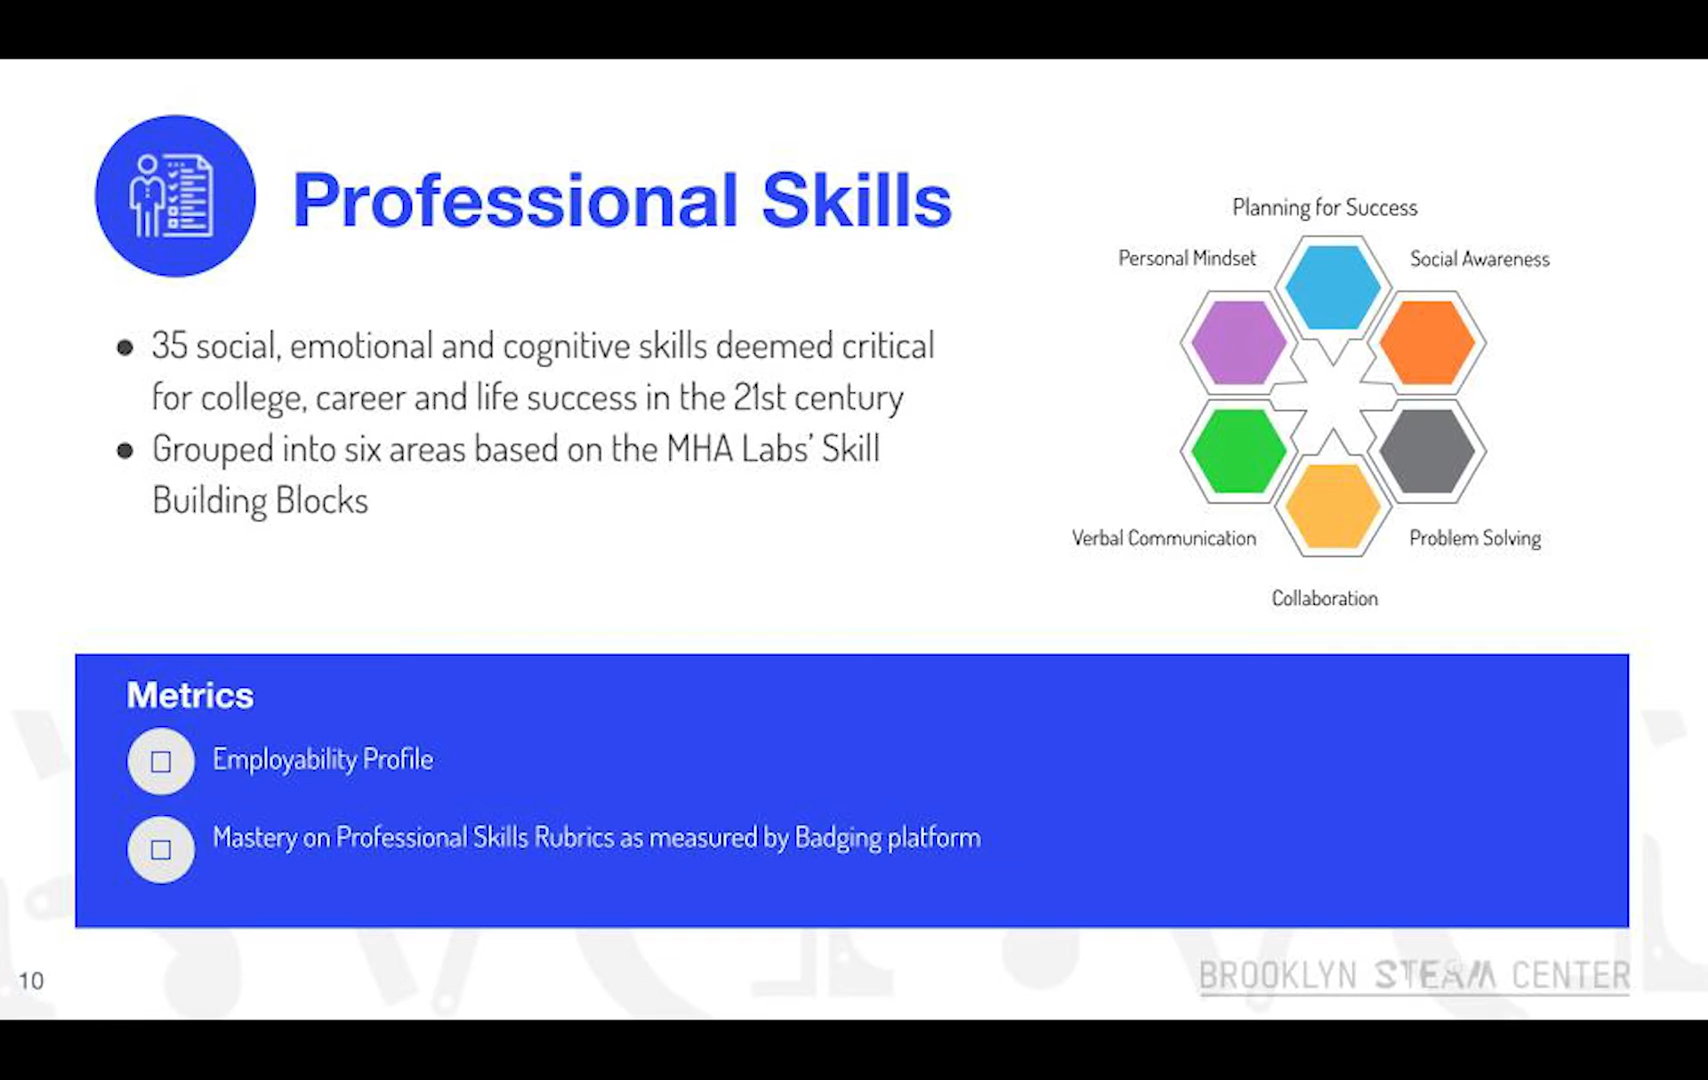 Professional Skills
● 35 social, emotional and cognitive skills deemed critical
for college, career and life success in the 21st century
● Grouped into six areas based on the MHA Labs’ Skill
Building Blocks
Planning for Success
Personal Mindset
Social Awareness
Verbal Communication
Problem Solving
Collaboration
Metrics
Employability Profile
Mastery on Professional Skills Rubrics as measured by Badging platform
10
BROOKLYN STEAM CENTER